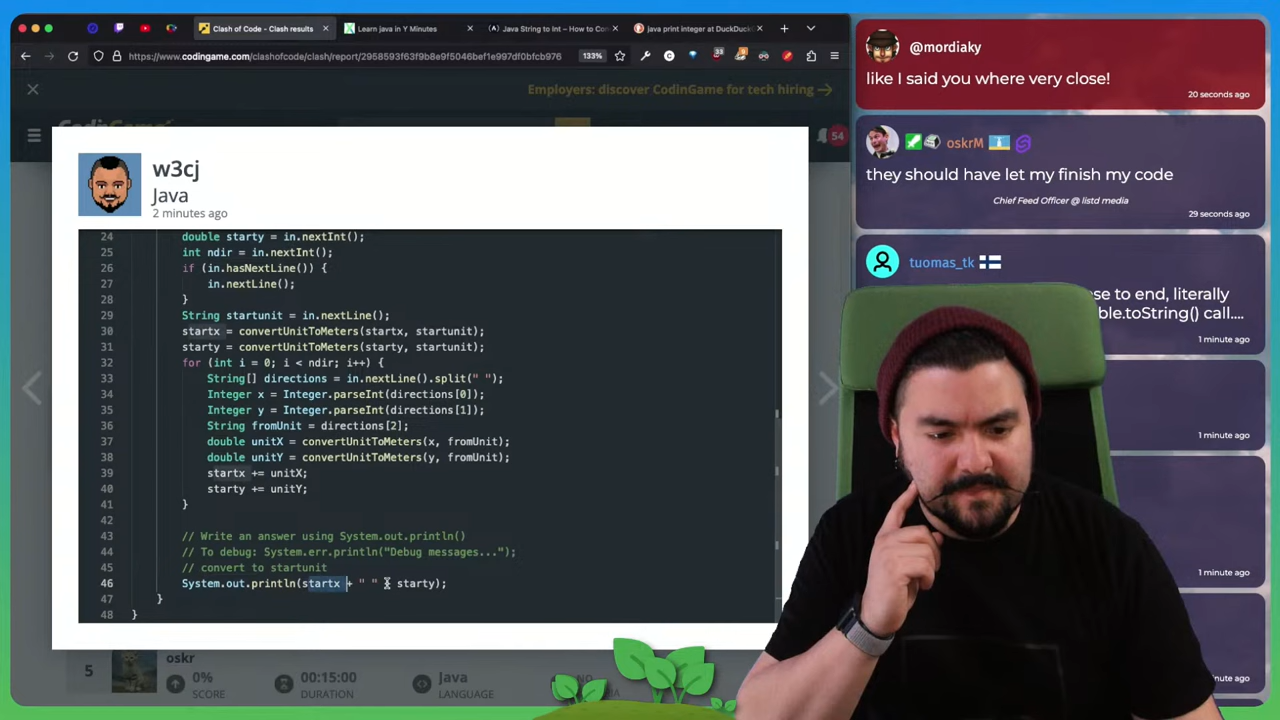 Clash of Code - Clash results
Learn java in Y Minutes
Java String to Int – How to Con
java print integer at DuckDuck
https://www.codingame.com/clashofcode/clash/report/2958593f63f9b8e9f5046bef1e997df0bfcb976
133%
33
Employers: discover CodinGame for tech hiring
54
w3cj
Java
2 minutes ago
24 double starty = in.nextInt();
25 int ndir = in.nextInt();
26 if (in.hasNextLine()) {
27 in.nextLine();
28 }
29 String startunit = in.nextLine();
30 startx = convertUnitToMeters(startx, startunit);
31 starty = convertUnitToMeters(starty, startunit);
32 for (int i = 0; i < ndir; i++) {
33 String[] directions = in.nextLine().split(" ");
34 Integer x = Integer.parseInt(directions[0]);
35 Integer y = Integer.parseInt(directions[1]);
36 String fromUnit = directions[2];
37 double unitX = convertUnitToMeters(x, fromUnit);
38 double unitY = convertUnitToMeters(y, fromUnit);
39 startx += unitX;
40 starty += unitY;
41 }
42
43 // Write an answer using System.out.println()
44 // To debug: System.err.println("Debug messages...");
45 // convert to startunit
46 System.out.println(startx + " " + starty);
47 }
48 }
5
oskr
0%
SCORE
00:15:00
DURATION
Java
LANGUAGE
@mordiaky
like I said you where very close!
20 seconds ago
oskrM
they should have let my finish my code
Chief Feed Officer @ listd media
29 seconds ago
tuomas_tk
se to end, literally
ble.toString() call....
1 minute ago
1 minute ago
1 minute ago